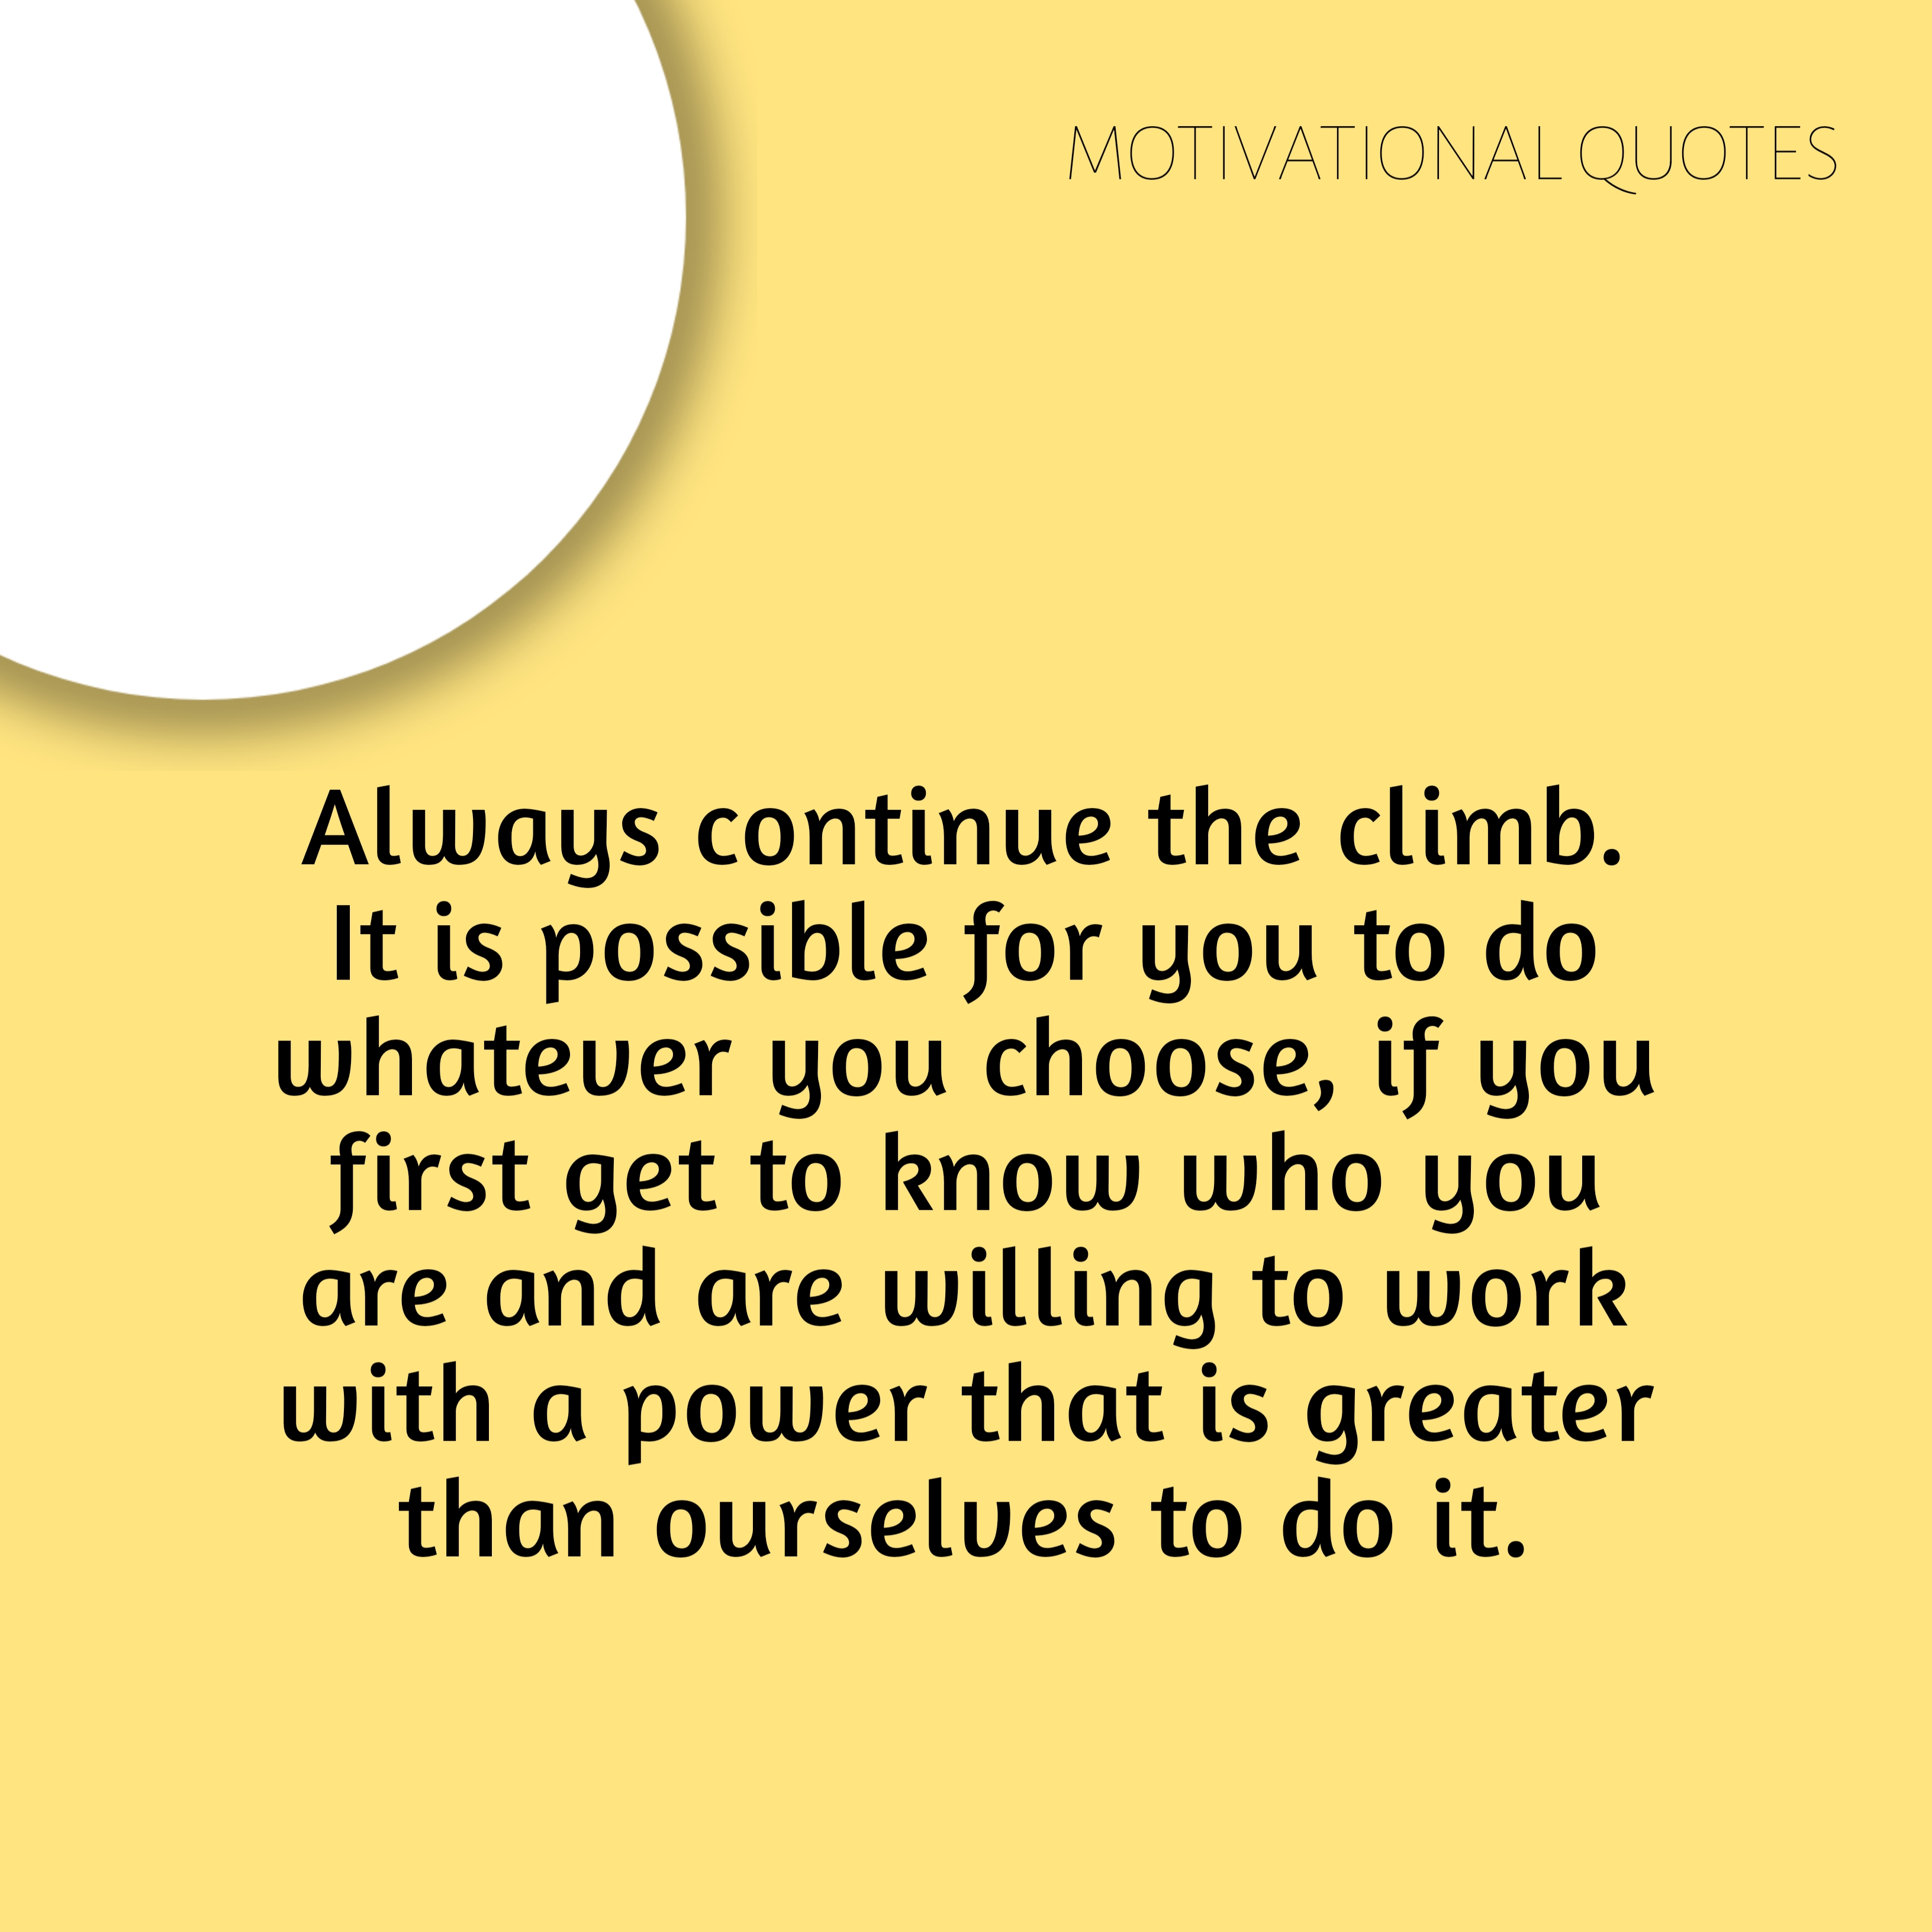 MOTIVATIONAL QUOTES
Always continue the climb.
It is possible for you to do
whatever you choose, if you
first get to know who you
are and are willing to work
with a power that is greater
than ourselves to do it.